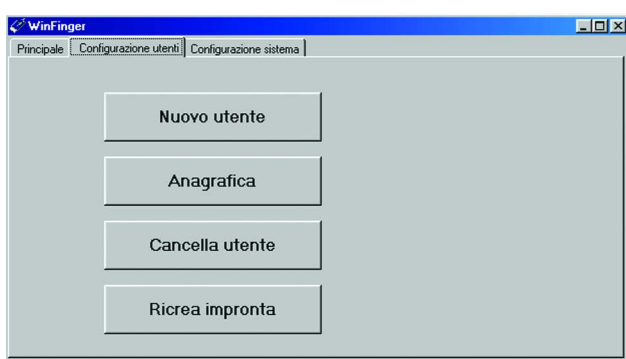 WinFinger
Principale Configurazione utenti Configurazione sistema
Nuovo utente
Anagrafica
Cancella utente
Ricrea impronta